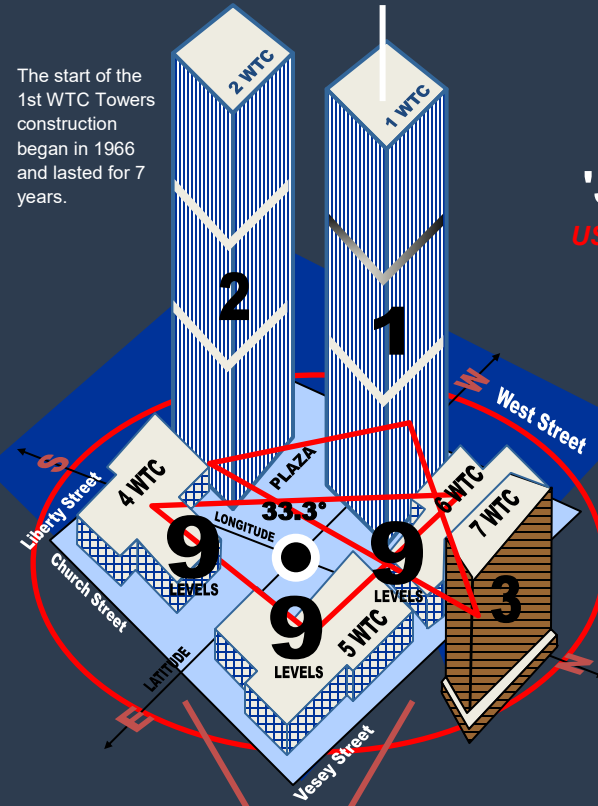 2 WTC
1 WTC
The start of the
1st WTC Towers
construction
began in 1966
and lasted for 7
years.
US
2
1
W
West Street
S
Liberty Street
4 WTC
PLAZA
6 WTC
7 WTC
33.3°
LONGITUDE
Church Street
9
LEVELS
9
LEVELS
3
9
LEVELS
5 WTC
LATITUDE
N
E
Vesey Street